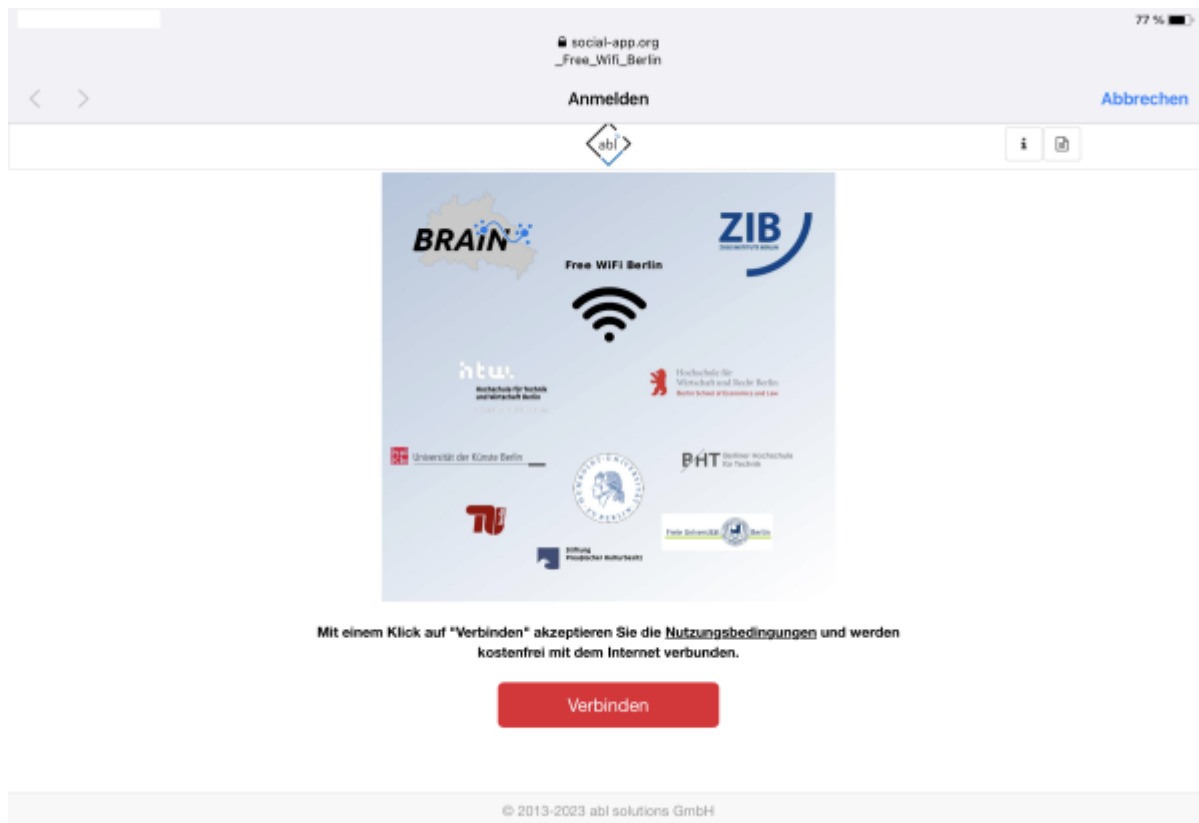 77 %
social-app.org
_Free_Wifi_Berlin
Anmelden
Abbrechen
abl
i
BRAiN
ZIB
ZUSE INSTITUTE BERLIN
Free WiFi Berlin
htw.
Hochschule für Technik
und Wirtschaft Berlin
Hochschule für
Wirtschaft und Recht Berlin
Berlin School of Economics and Law
Universität der Künste Berlin
BHT
Berliner Hochschule
für Technik
Freie Universität Berlin
Stiftung
Preußischer Kulturbesitz
Mit einem Klick auf "Verbinden" akzeptieren Sie die Nutzungsbedingungen und werden
kostenfrei mit dem Internet verbunden.
Verbinden
© 2013-2023 abl solutions GmbH